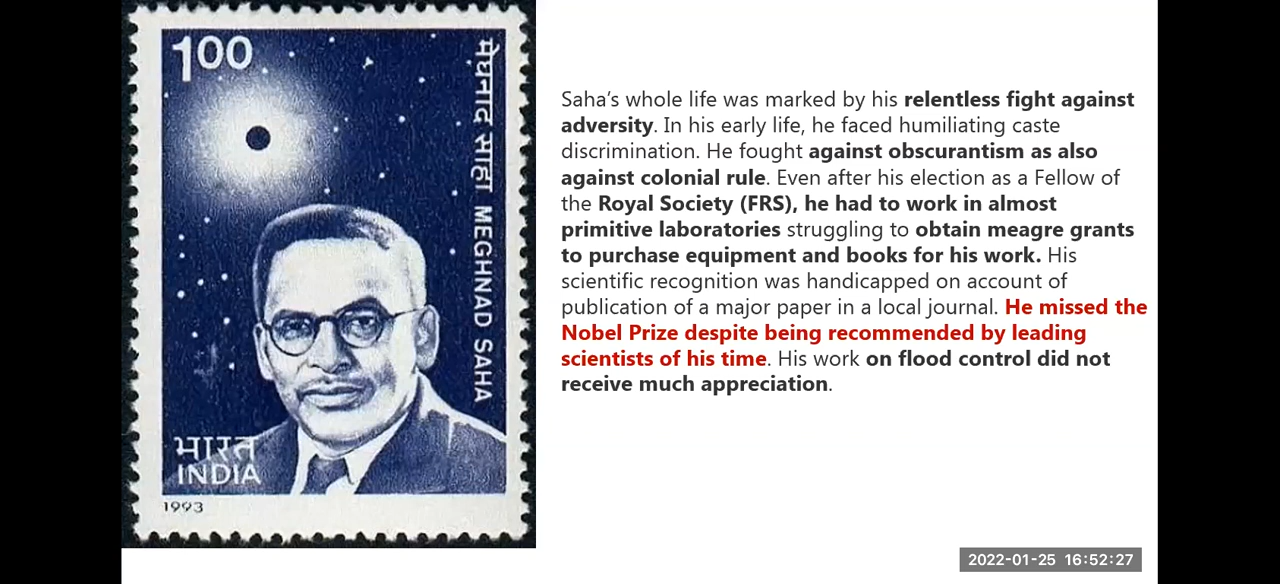 1.00
मेघनाद साहा MEGHNAD SAHA
भारत
INDIA
1993
Saha’s whole life was marked by his relentless fight against
adversity. In his early life, he faced humiliating caste
discrimination. He fought against obscurantism as also
against colonial rule. Even after his election as a Fellow of
the Royal Society (FRS), he had to work in almost
primitive laboratories struggling to obtain meagre grants
to purchase equipment and books for his work. His
scientific recognition was handicapped on account of
publication of a major paper in a local journal. He missed the
Nobel Prize despite being recommended by leading
scientists of his time. His work on flood control did not
receive much appreciation.
2022-01-25 16:52:27